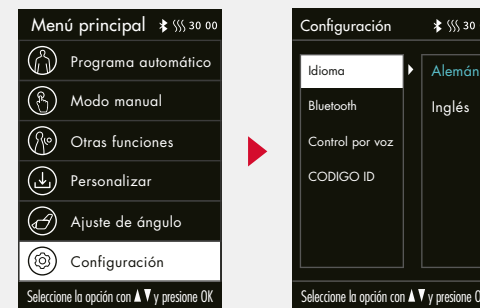 Menú principal 30 00
Programa automático
Modo manual
Otras funciones
Personalizar
Ajuste de ángulo
Configuración
Seleccione la opción con ▲▼ y presione OK
Configuración 30
Idioma
Alemán
Bluetooth
Inglés
Control por voz
CODIGO ID
Seleccione la opción con ▲▼ y presione